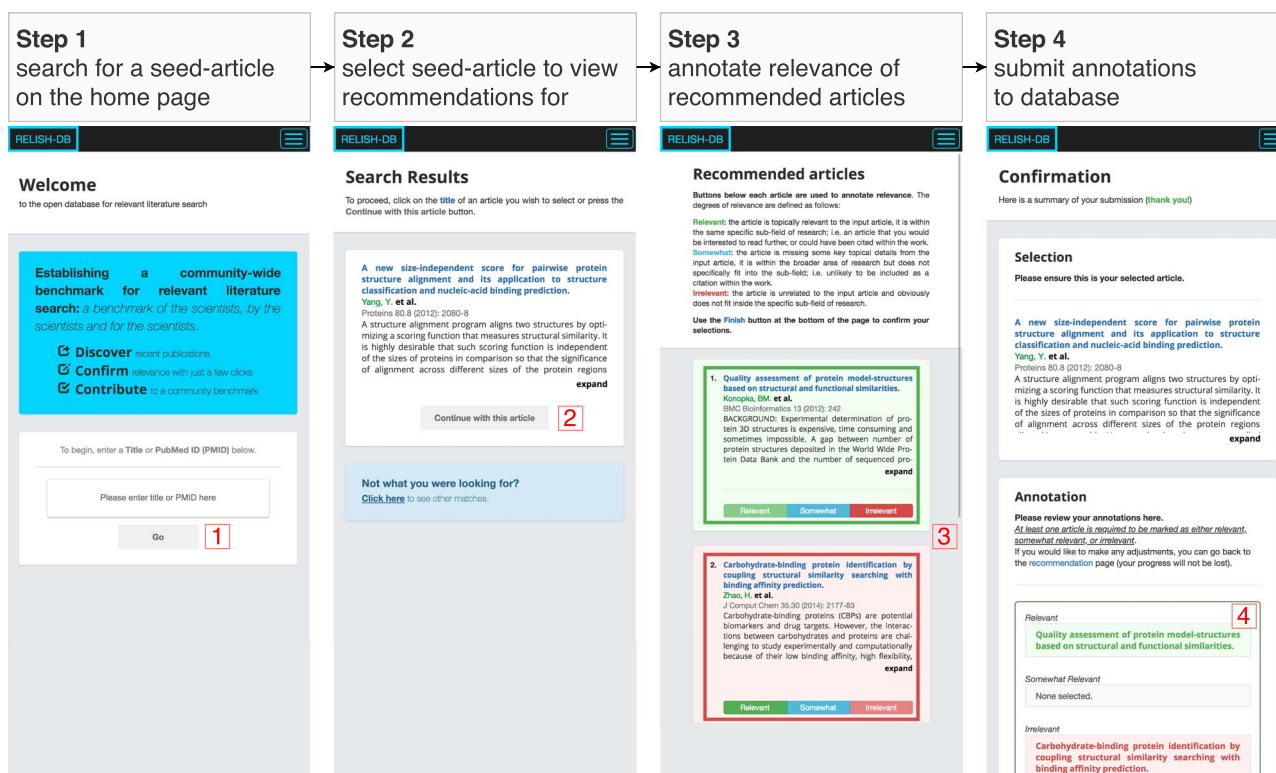 Step 1
search for a seed-article
on the home page
Step 2
select seed-article to view
recommendations for
Step 3
annotate relevance of
recommended articles
Step 4
submit annotations
to database
RELISH-DB
Welcome
to the open database for relevant literature search
Establishing a community-wide
benchmark for relevant literature
search: a benchmark of the scientists, by the
scientists and for the scientists.
Discover recent publications
Confirm relevance with just a few clicks
Contribute to a community benchmark
To begin, enter a Title or PubMed ID (PMID) below.
Please enter title or PMID here
Go
1
RELISH-DB
Search Results
To proceed, click on the title of an article you wish to select or press the
Continue with this article button.
A new size-independent score for pairwise protein
structure alignment and its application to structure
classification and nucleic-acid binding prediction.
Yang, Y. et al.
Proteins 80.8 (2012): 2080-8
A structure alignment program aligns two structures by opti-
mizing a scoring function that measures structural similarity. It
is highly desirable that such scoring function is independent
of the sizes of proteins in comparison so that the significance
of alignment across different sizes of the protein regions
expand
Continue with this article
2
Not what you were looking for?
Click here to see other matches.
RELISH-DB
Recommended articles
Buttons below each article are used to annotate relevance. The
degrees of relevance are defined as follows:
Relevant: the article is topically relevant to the input article, it is within
the same specific sub-field of research; i.e. an article that you would
be interested to read further, or could have been cited within the work.
Somewhat: the article is missing some key topical details from the
input article, it is within the broader area of research but does not
specifically fit into the sub-field; i.e. unlikely to be included as a
citation within the work.
Irrelevant: the article is unrelated to the input article and obviously
does not fit inside the specific sub-field of research.
Use the Finish button at the bottom of the page to confirm your
selections.
1. Quality assessment of protein model-structures
based on structural and functional similarities.
Konopka, BM. et al.
BMC Bioinformatics 13 (2012): 242
BACKGROUND: Experimental determination of pro-
tein 3D structures is expensive, time consuming and
sometimes impossible. A gap between number of
protein structures deposited in the World Wide Pro-
tein Data Bank and the number of sequenced pro-
expand
Relevant Somewhat Irrelevant
3
2. Carbohydrate-binding protein identification by
coupling structural similarity searching with
binding affinity prediction.
Zhao, H. et al.
J Comput Chem 35.30 (2014): 2177-83
Carbohydrate-binding proteins (CBPs) are potential
biomarkers and drug targets. However, the interac-
tions between carbohydrates and proteins are chal-
lenging to study experimentally and computationally
because of their low binding affinity, high flexibility,
expand
Relevant Somewhat Irrelevant
RELISH-DB
Confirmation
Here is a summary of your submission (thank you!)
Selection
Please ensure this is your selected article.
A new size-independent score for pairwise protein
structure alignment and its application to structure
classification and nucleic-acid binding prediction.
Yang, Y. et al.
Proteins 80.8 (2012): 2080-8
A structure alignment program aligns two structures by opti-
mizing a scoring function that measures structural similarity. It
is highly desirable that such scoring function is independent
of the sizes of proteins in comparison so that the significance
of alignment across different sizes of the protein regions
expand
Annotation
Please review your annotations here.
At least one article is required to be marked as either relevant,
somewhat relevant, or irrelevant.
If you would like to make any adjustments, you can go back to
the recommendation page (your progress will not be lost).
4
Relevant
Quality assessment of protein model-structures
based on structural and functional similarities.
Somewhat Relevant
None selected.
Irrelevant
Carbohydrate-binding protein identification by
coupling structural similarity searching with
binding affinity prediction.